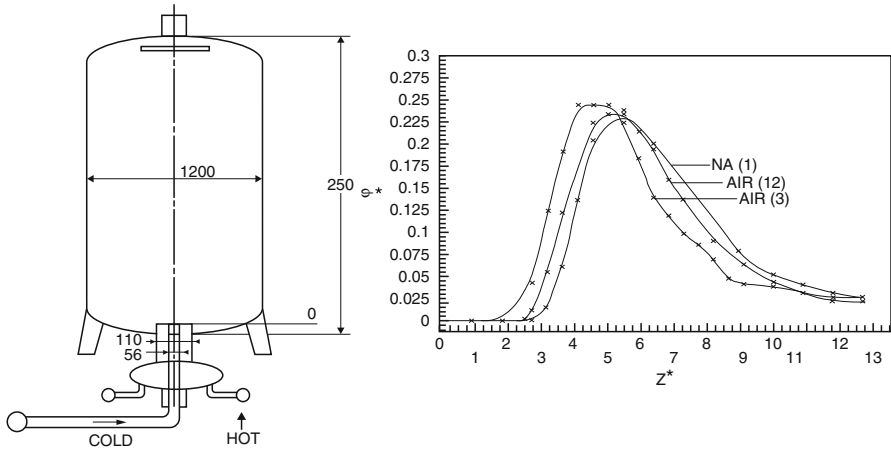 1200
250
0
110
56
COLD
HOT
0.3
0.275
0.25
0.225
0.2
0.175
0.15
0.125
0.1
0.075
0.05
0.025
0
φ*
NA (1)
AIR (12)
AIR (3)
0 2 4 6 8 10 12
1 3 5 7 9 11 13
Z*